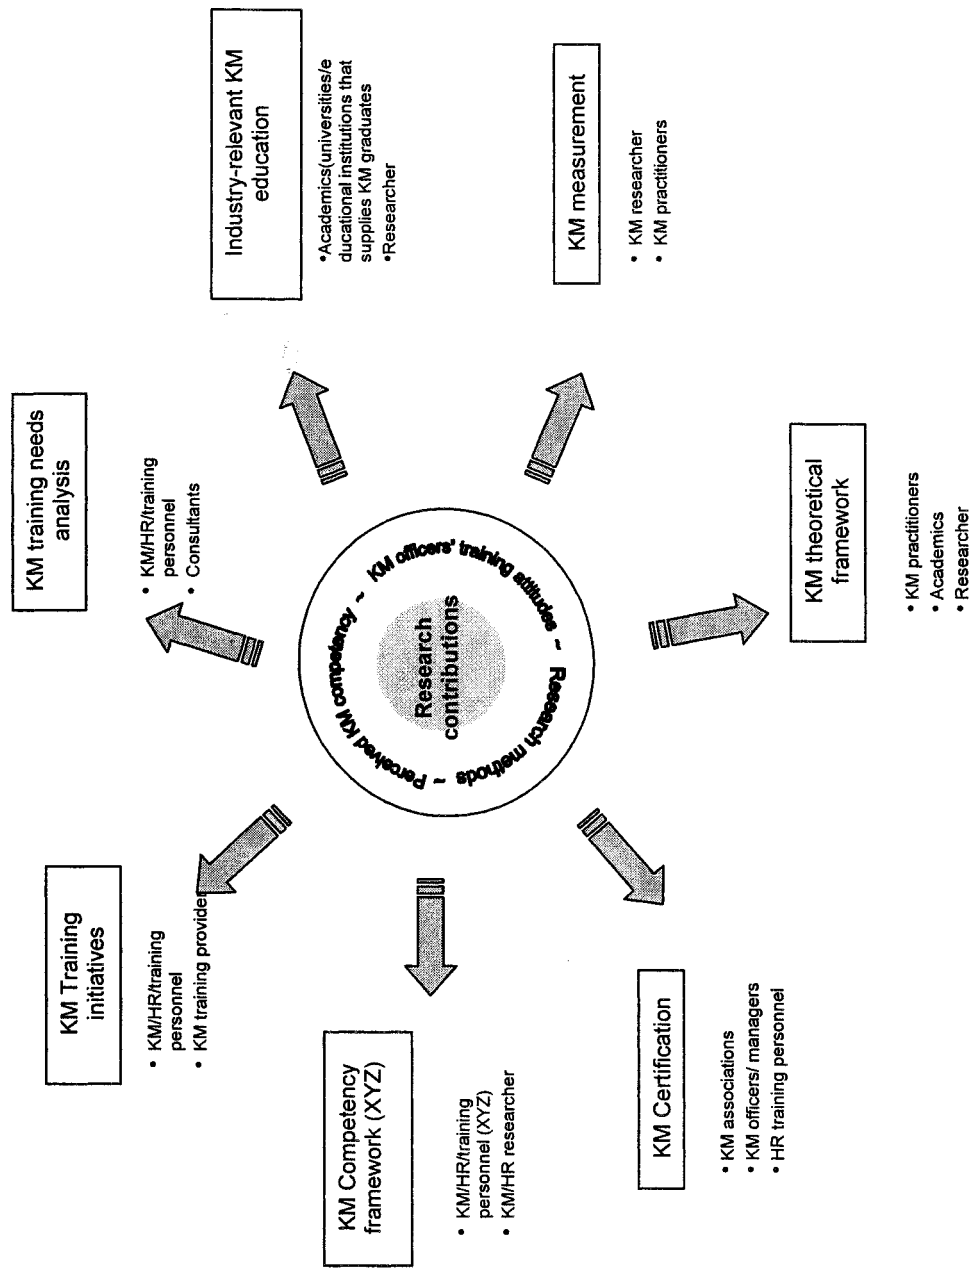 KM Training
initiatives
• KM/HR/training
personnel
• KM training provider
KM training needs
analysis
• KM/HR/training
personnel
• Consultants
Industry-relevant KM
education
•Academics(universities/e
ducational institutions that
supplies KM graduates
•Researcher
KM Competency
framework (XYZ)
• KM/HR/training
personnel (XYZ)
• KM/HR researcher
Perceived KM competency ~ KM officers' training attitudes ~ Research methods ~
Research
contributions
KM measurement
• KM researcher
• KM practitioners
KM Certification
• KM associations
• KM officers/ managers
• HR training personnel
KM theoretical
framework
• KM practitioners
• Academics
• Researcher